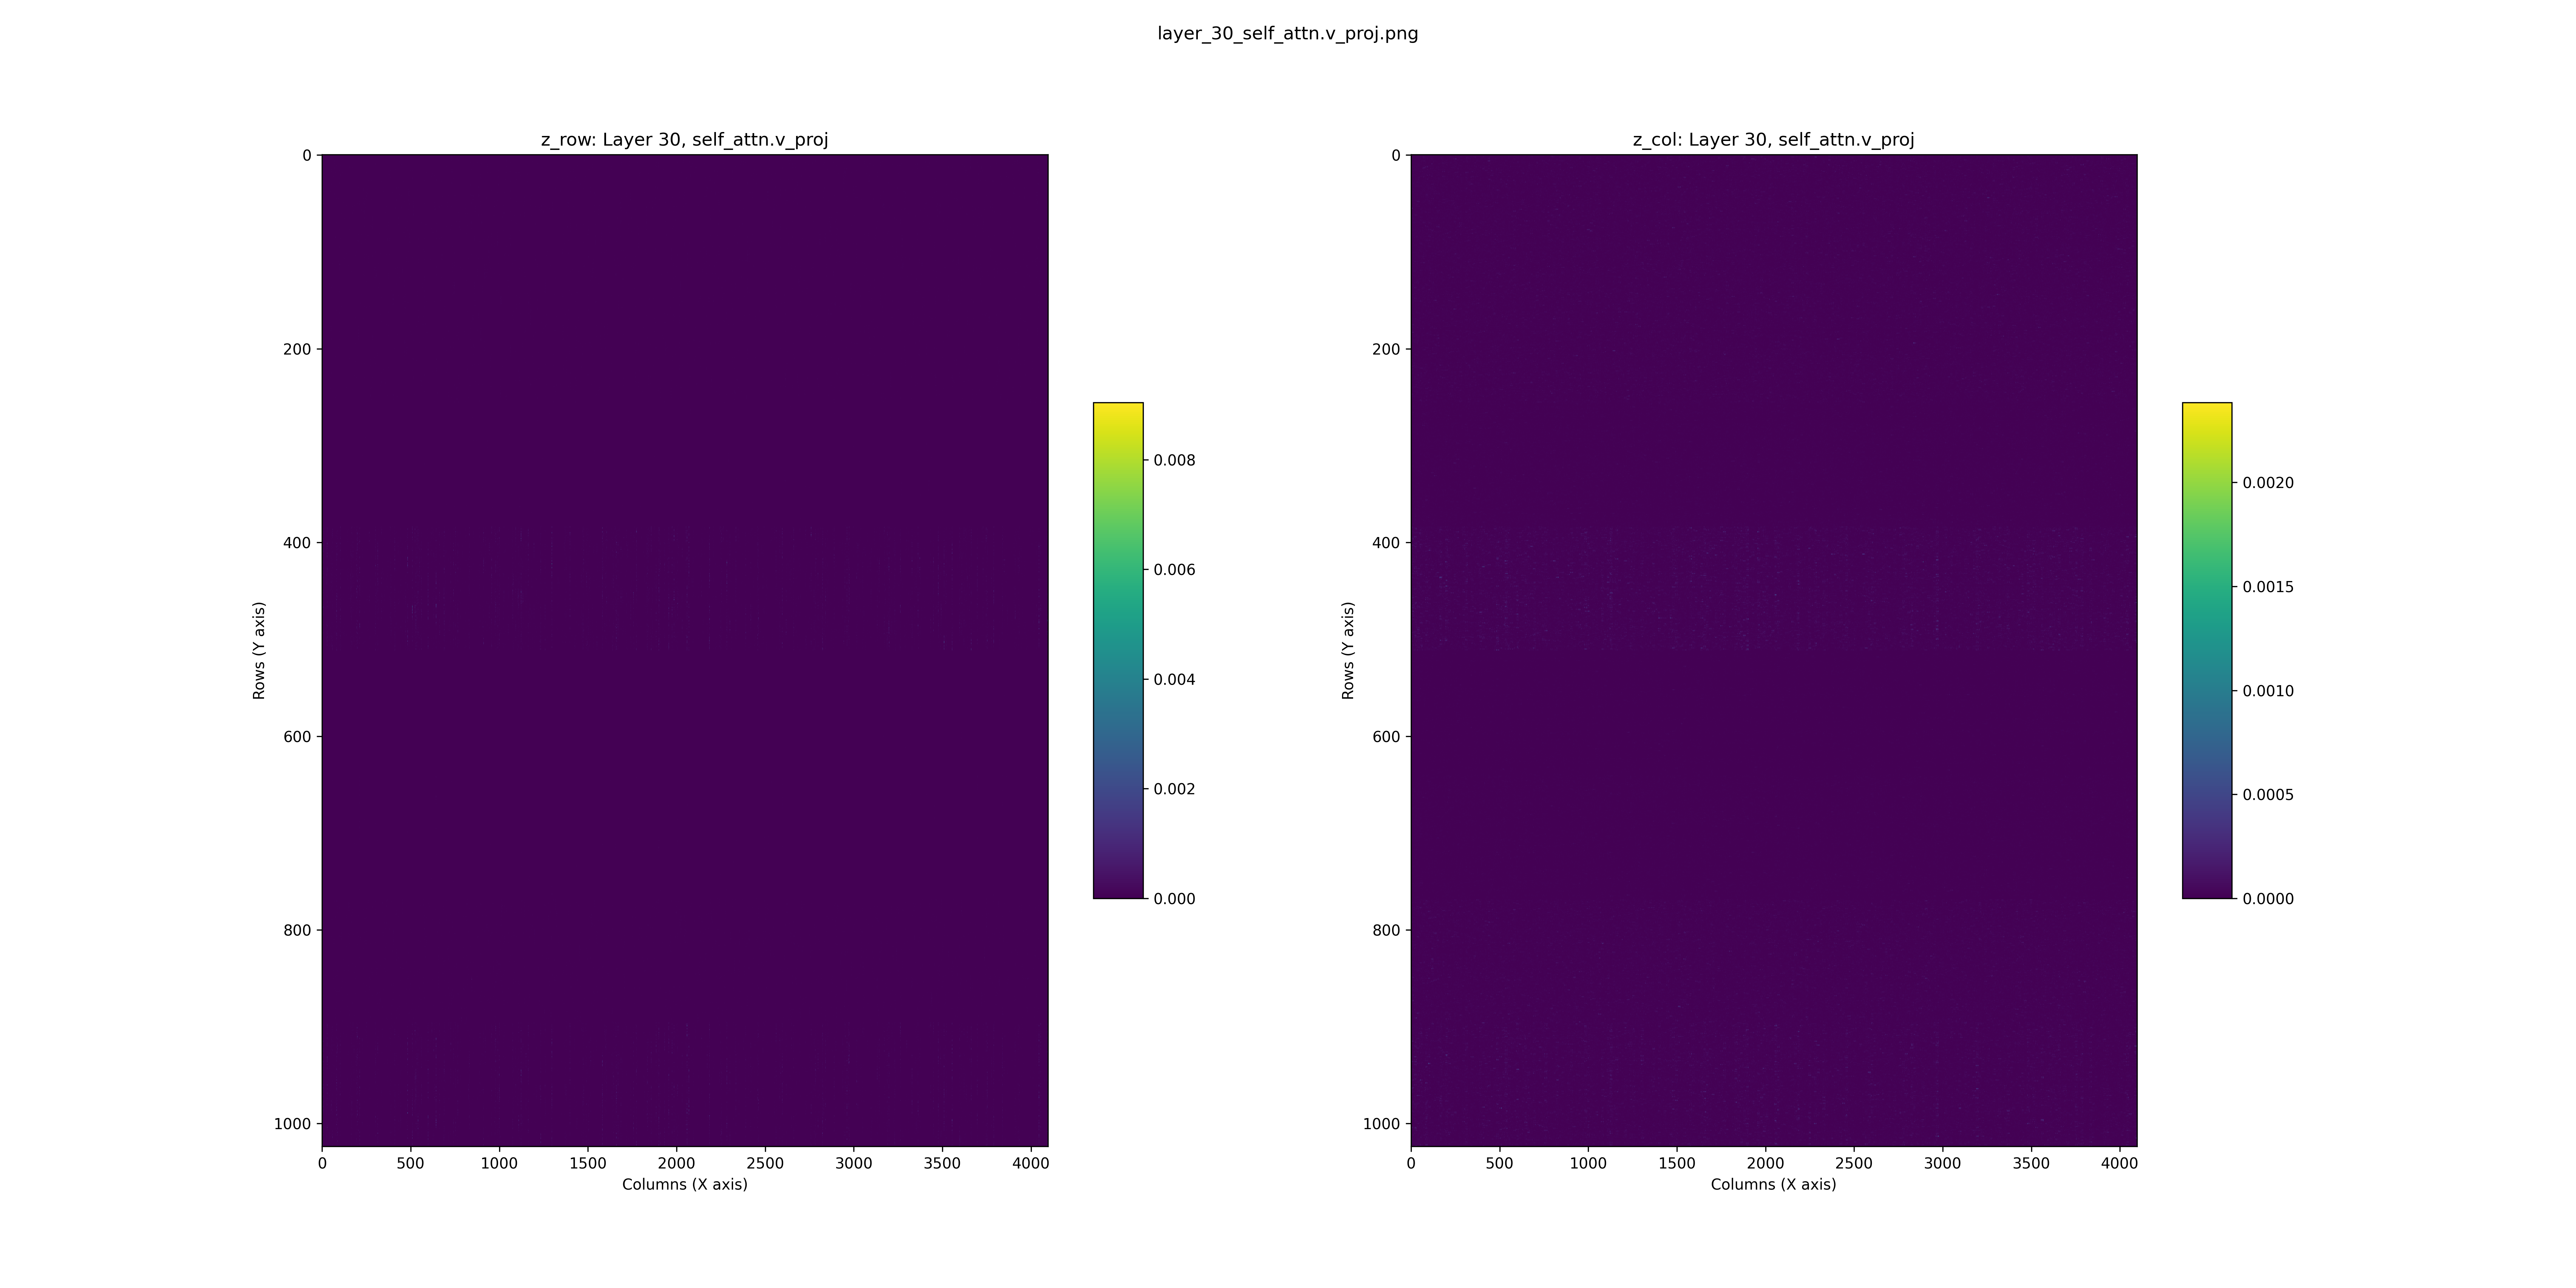 layer_30_self_attn.v_proj.png
z_row: Layer 30, self_attn.v_proj
0
200
400
600
800
1000
Rows (Y axis)
0 500 1000 1500 2000 2500 3000 3500 4000
Columns (X axis)
0.008
0.006
0.004
0.002
0.000
z_col: Layer 30, self_attn.v_proj
0
200
400
600
800
1000
Rows (Y axis)
0 500 1000 1500 2000 2500 3000 3500 4000
Columns (X axis)
0.0020
0.0015
0.0010
0.0005
0.0000